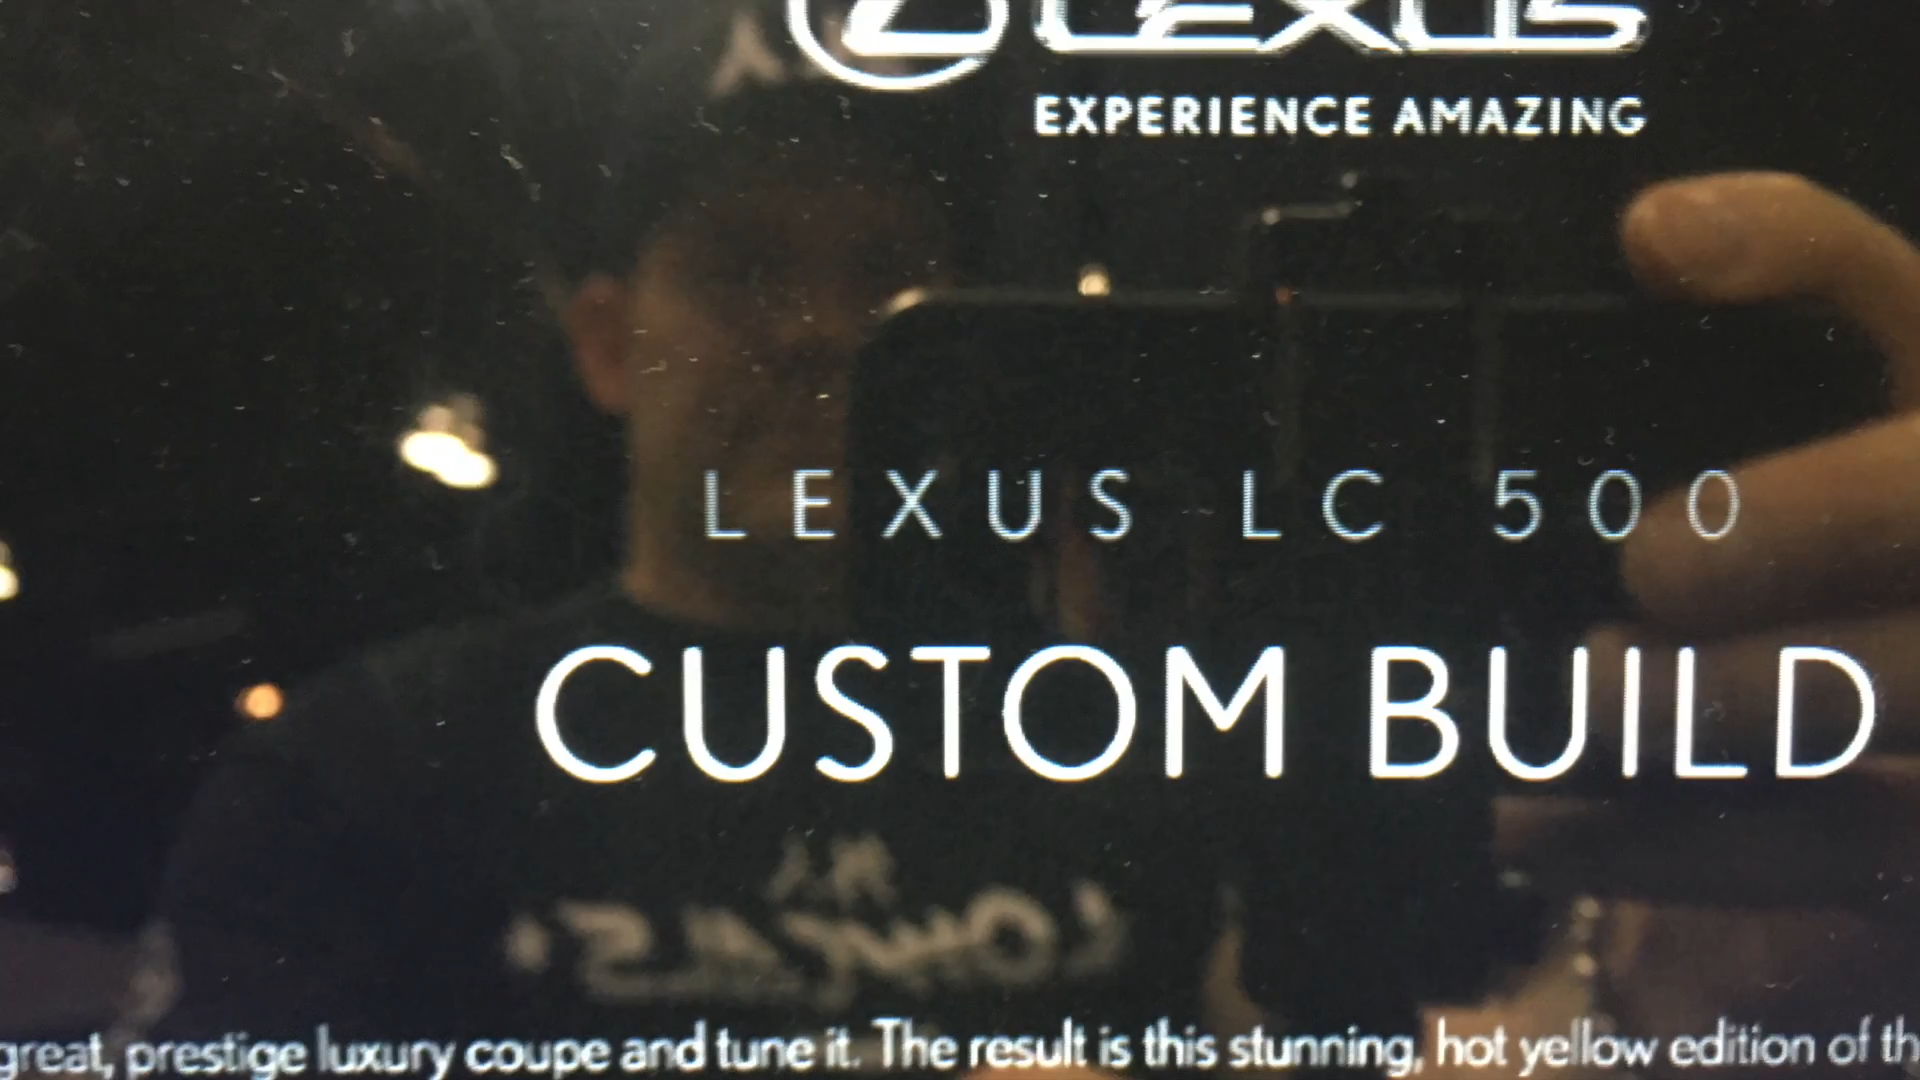 LEXUS
EXPERIENCE AMAZING
LEXUS LC 500
CUSTOM BUILD
great, prestige luxury coupe and tune it. The result is this stunning, hot yellow edition of th